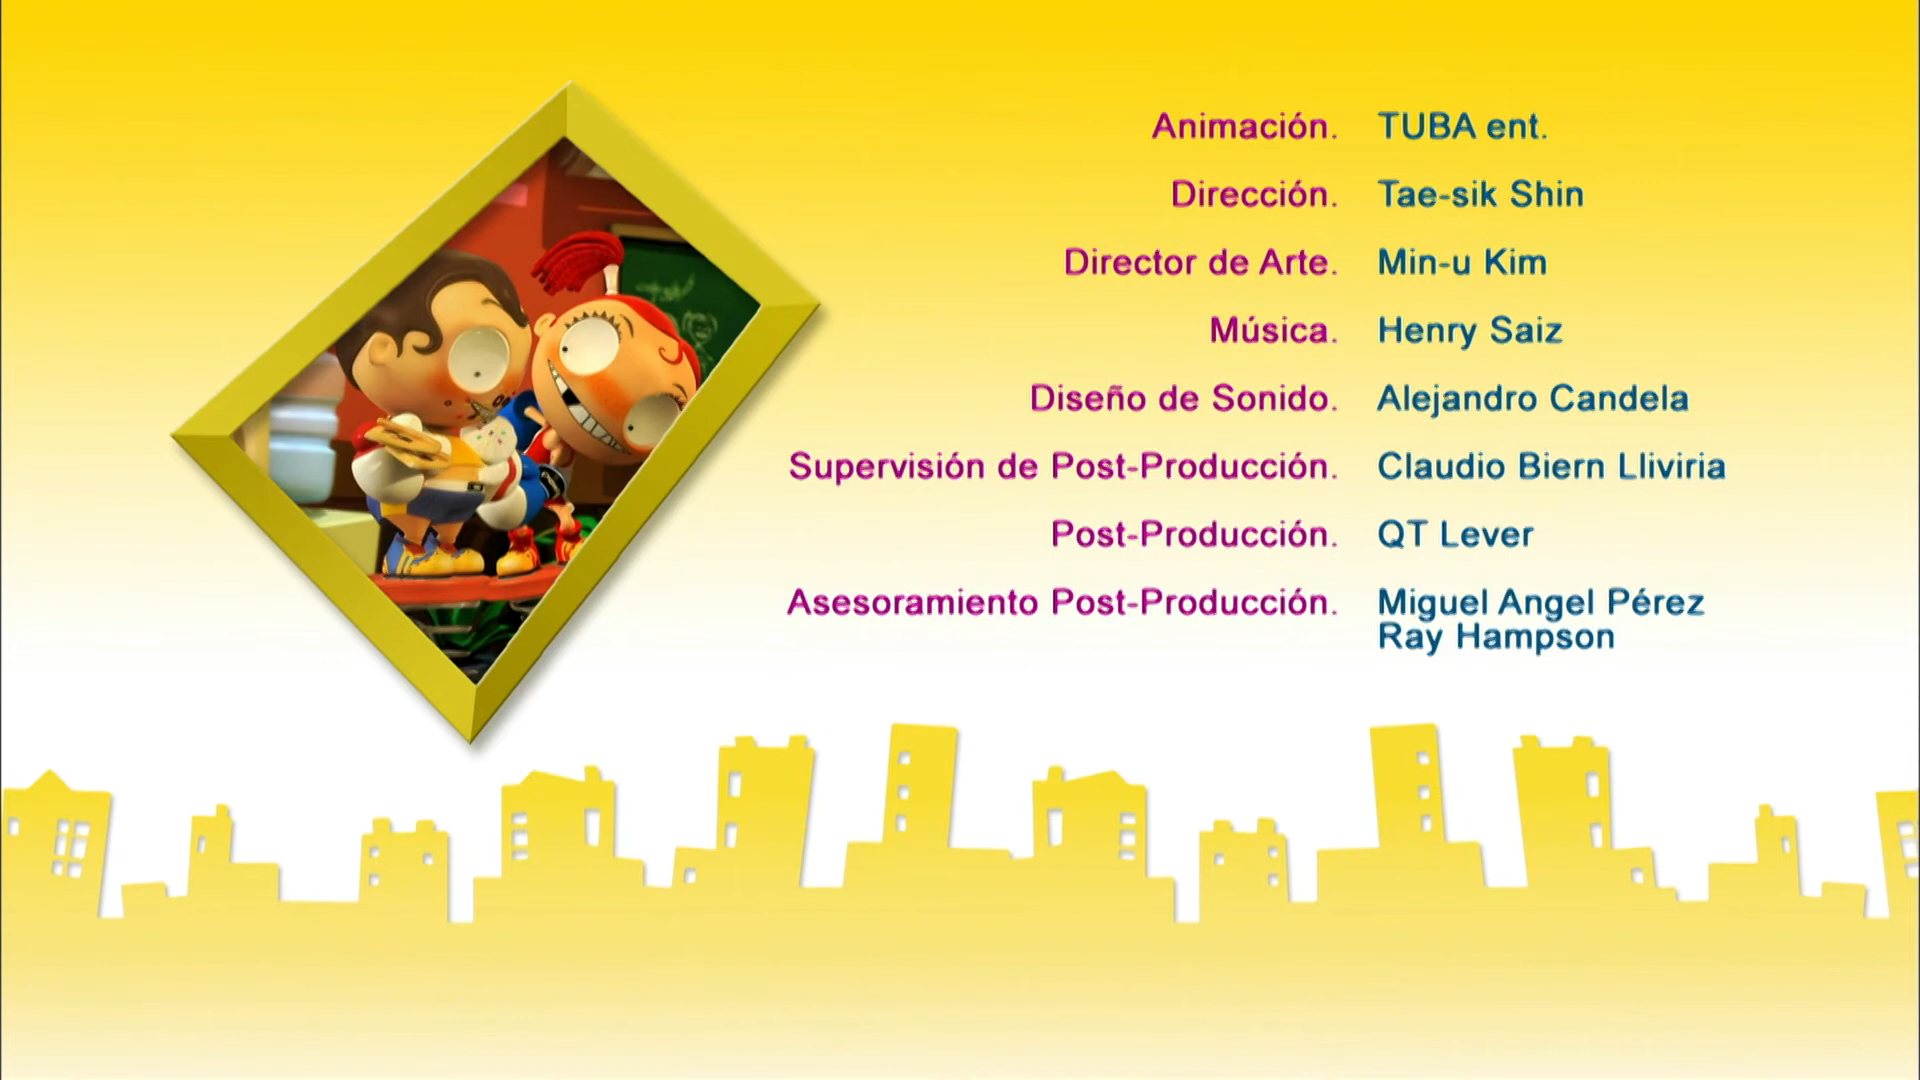 Animación. TUBA ent.
Dirección. Tae-sik Shin
Director de Arte. Min-u Kim
Música. Henry Saiz
Diseño de Sonido. Alejandro Candela
Supervisión de Post-Producción. Claudio Biern Lliviria
Post-Producción. QT Lever
Asesoramiento Post-Producción. Miguel Angel Pérez
Ray Hampson